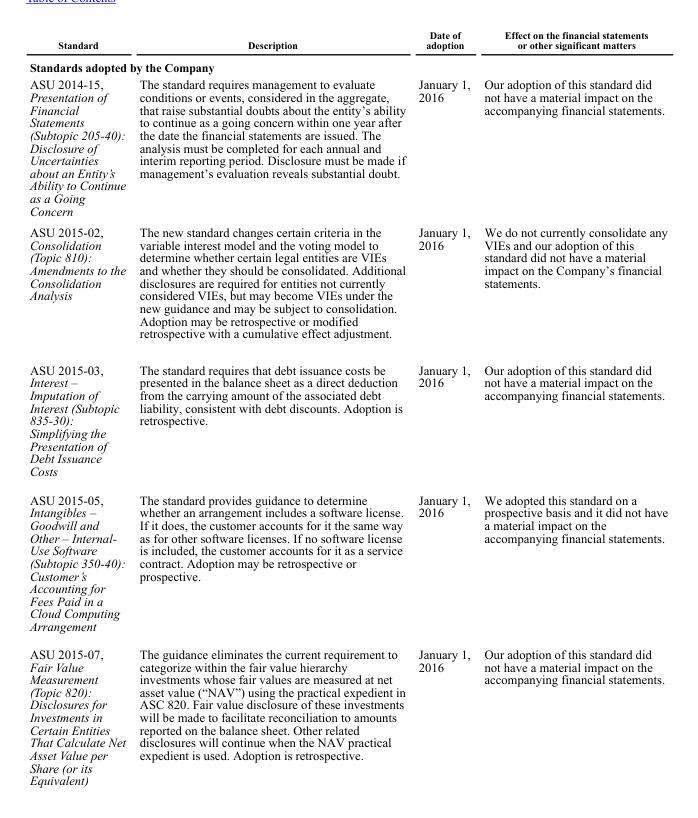 Table of Contents
Standard
Description
Date of
adoption
Effect on the financial statements
or other significant matters
Standards adopted by the Company
ASU 2014-15,
Presentation of
Financial
Statements
(Subtopic 205-40):
Disclosure of
Uncertainties
about an Entity's
Ability to Continue
as a Going
Concern
The standard requires management to evaluate
conditions or events, considered in the aggregate,
that raise substantial doubts about the entity's ability
to continue as a going concern within one year after
the date the financial statements are issued. The
analysis must be completed for each annual and
interim reporting period. Disclosure must be made if
management's evaluation reveals substantial doubt.
January 1,
2016
Our adoption of this standard did
not have a material impact on the
accompanying financial statements.
ASU 2015-02,
Consolidation
(Topic 810):
Amendments to the
Consolidation
Analysis
The new standard changes certain criteria in the
variable interest model and the voting model to
determine whether certain legal entities are VIEs
and whether they should be consolidated. Additional
disclosures are required for entities not currently
considered VIEs, but may become VIEs under the
new guidance and may be subject to consolidation.
Adoption may be retrospective or modified
retrospective with a cumulative effect adjustment.
January 1,
2016
We do not currently consolidate any
VIEs and our adoption of this
standard did not have a material
impact on the Company's financial
statements.
ASU 2015-03,
Interest –
Imputation of
Interest (Subtopic
835-30):
Simplifying the
Presentation of
Debt Issuance
Costs
The standard requires that debt issuance costs be
presented in the balance sheet as a direct deduction
from the carrying amount of the associated debt
liability, consistent with debt discounts. Adoption is
retrospective.
January 1,
2016
Our adoption of this standard did
not have a material impact on the
accompanying financial statements.
ASU 2015-05,
Intangibles –
Goodwill and
Other – Internal-
Use Software
(Subtopic 350-40):
Customer's
Accounting for
Fees Paid in a
Cloud Computing
Arrangement
The standard provides guidance to determine
whether an arrangement includes a software license.
If it does, the customer accounts for it the same way
as for other software licenses. If no software license
is included, the customer accounts for it as a service
contract. Adoption may be retrospective or
prospective.
January 1,
2016
We adopted this standard on a
prospective basis and it did not have
a material impact on the
accompanying financial statements.
ASU 2015-07,
Fair Value
Measurement
(Topic 820):
Disclosures for
Investments in
Certain Entities
That Calculate Net
Asset Value per
Share (or its
Equivalent)
The guidance eliminates the current requirement to
categorize within the fair value hierarchy
investments whose fair values are measured at net
asset value ("NAV") using the practical expedient in
ASC 820. Fair value disclosure of these investments
will be made to facilitate reconciliation to amounts
reported on the balance sheet. Other related
disclosures will continue when the NAV practical
expedient is used. Adoption is retrospective.
January 1,
2016
Our adoption of this standard did
not have a material impact on the
accompanying financial statements.